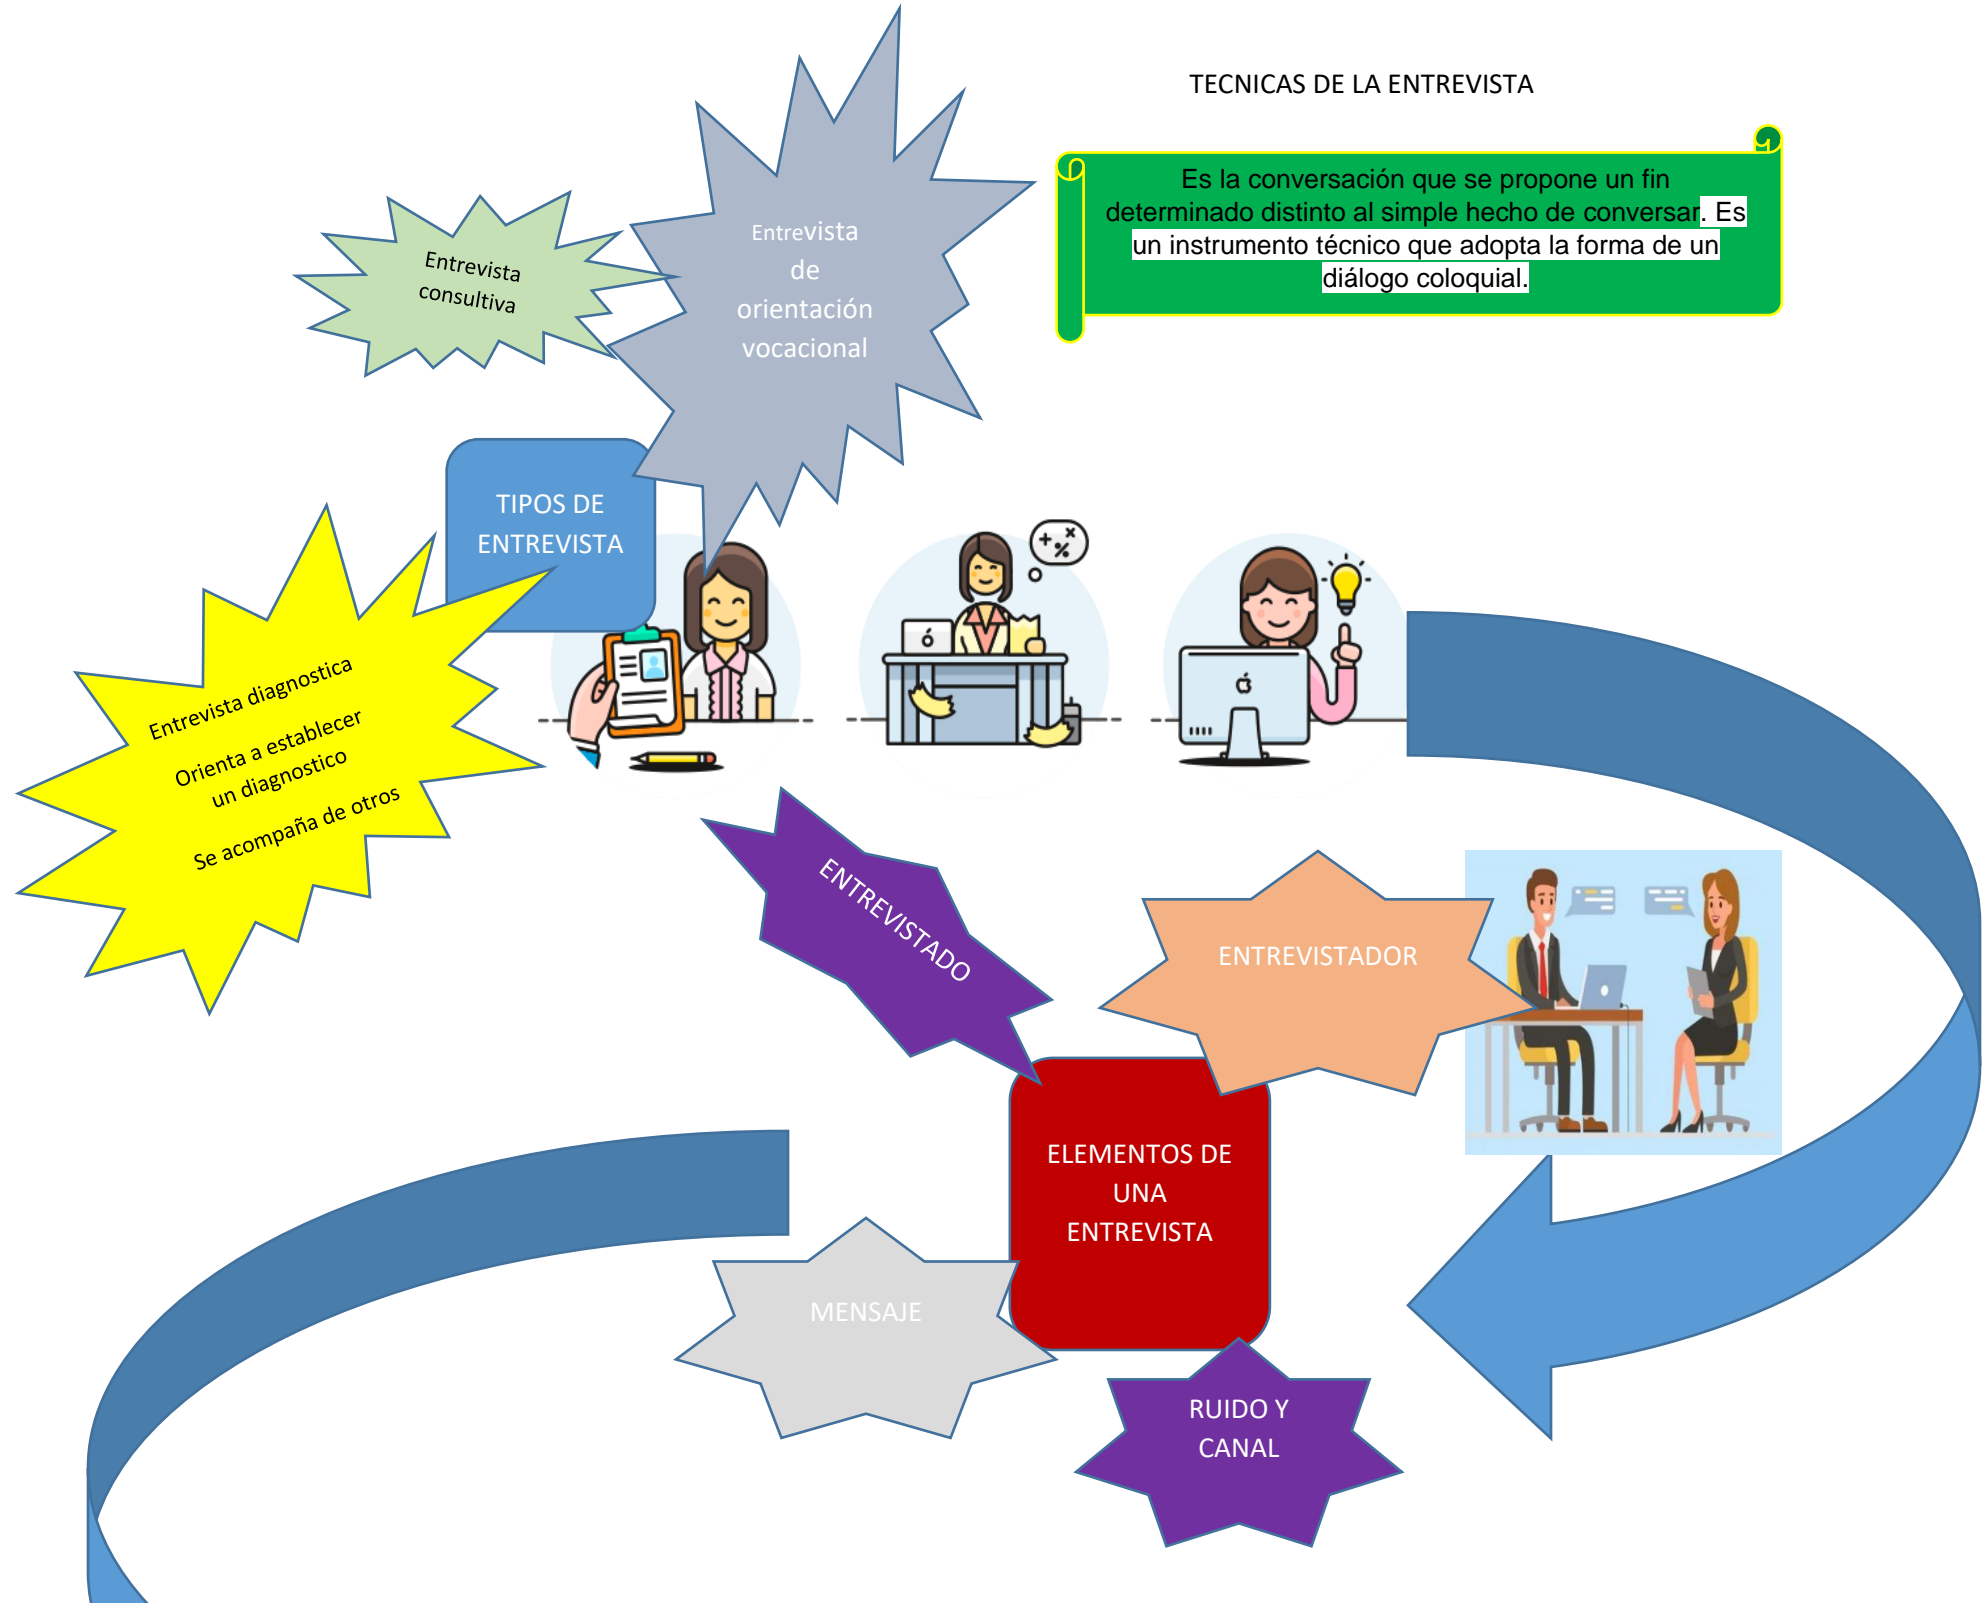 TECNICAS DE LA ENTREVISTA
Es la conversación que se propone un fin
determinado distinto al simple hecho de conversar. Es
un instrumento técnico que adopta la forma de un
diálogo coloquial.
Entrevista
de
orientación
vocacional
Entrevista
consultiva
TIPOS DE
ENTREVISTA
Entrevista diagnostica
Orienta a establecer
un diagnostico
Se acompaña de otros
ENTREVISTADO
ENTREVISTADOR
ELEMENTOS DE
UNA
ENTREVISTA
MENSAJE
RUIDO Y
CANAL